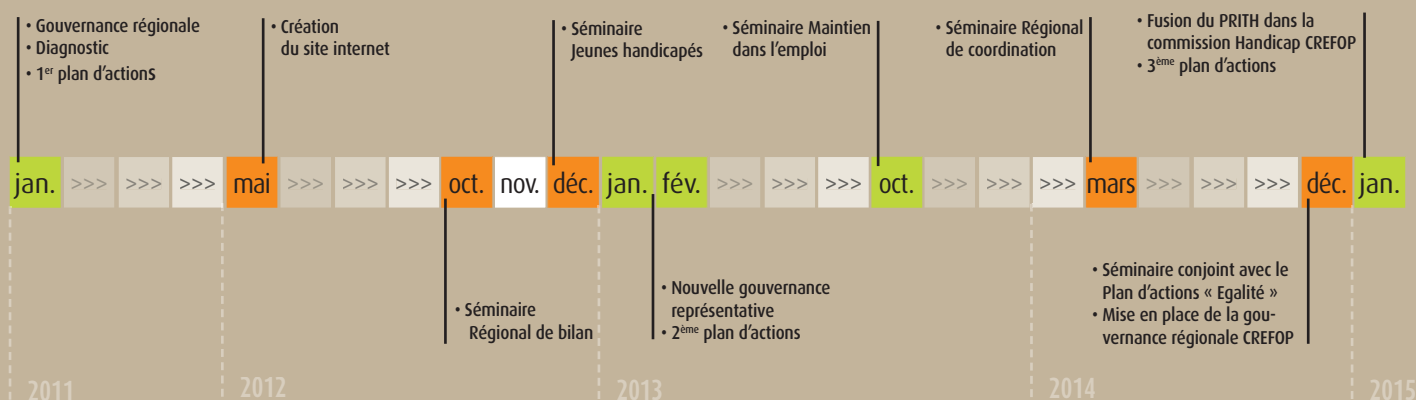 • Gouvernance régionale
• Diagnostic
• 1er plan d'actions
• Création
du site internet
• Séminaire
Jeunes handicapés
• Séminaire Maintien
dans l'emploi
• Séminaire Régional
de coordination
• Fusion du PRITH dans la
commission Handicap CREFOP
• 3ème plan d'actions
jan. >>> >>> >>> mai >>> >>> >>> oct. nov. déc. jan. fév. >>> >>> >>> oct. >>> >>> >>> mars >>> >>> >>> déc. jan.
• Séminaire
Régional de bilan
• Nouvelle gouvernance
représentative
• 2ème plan d'actions
• Séminaire conjoint avec le
Plan d'actions « Egalité »
• Mise en place de la gou-
vernance régionale CREFOP
2011 2012 2013 2014 2015